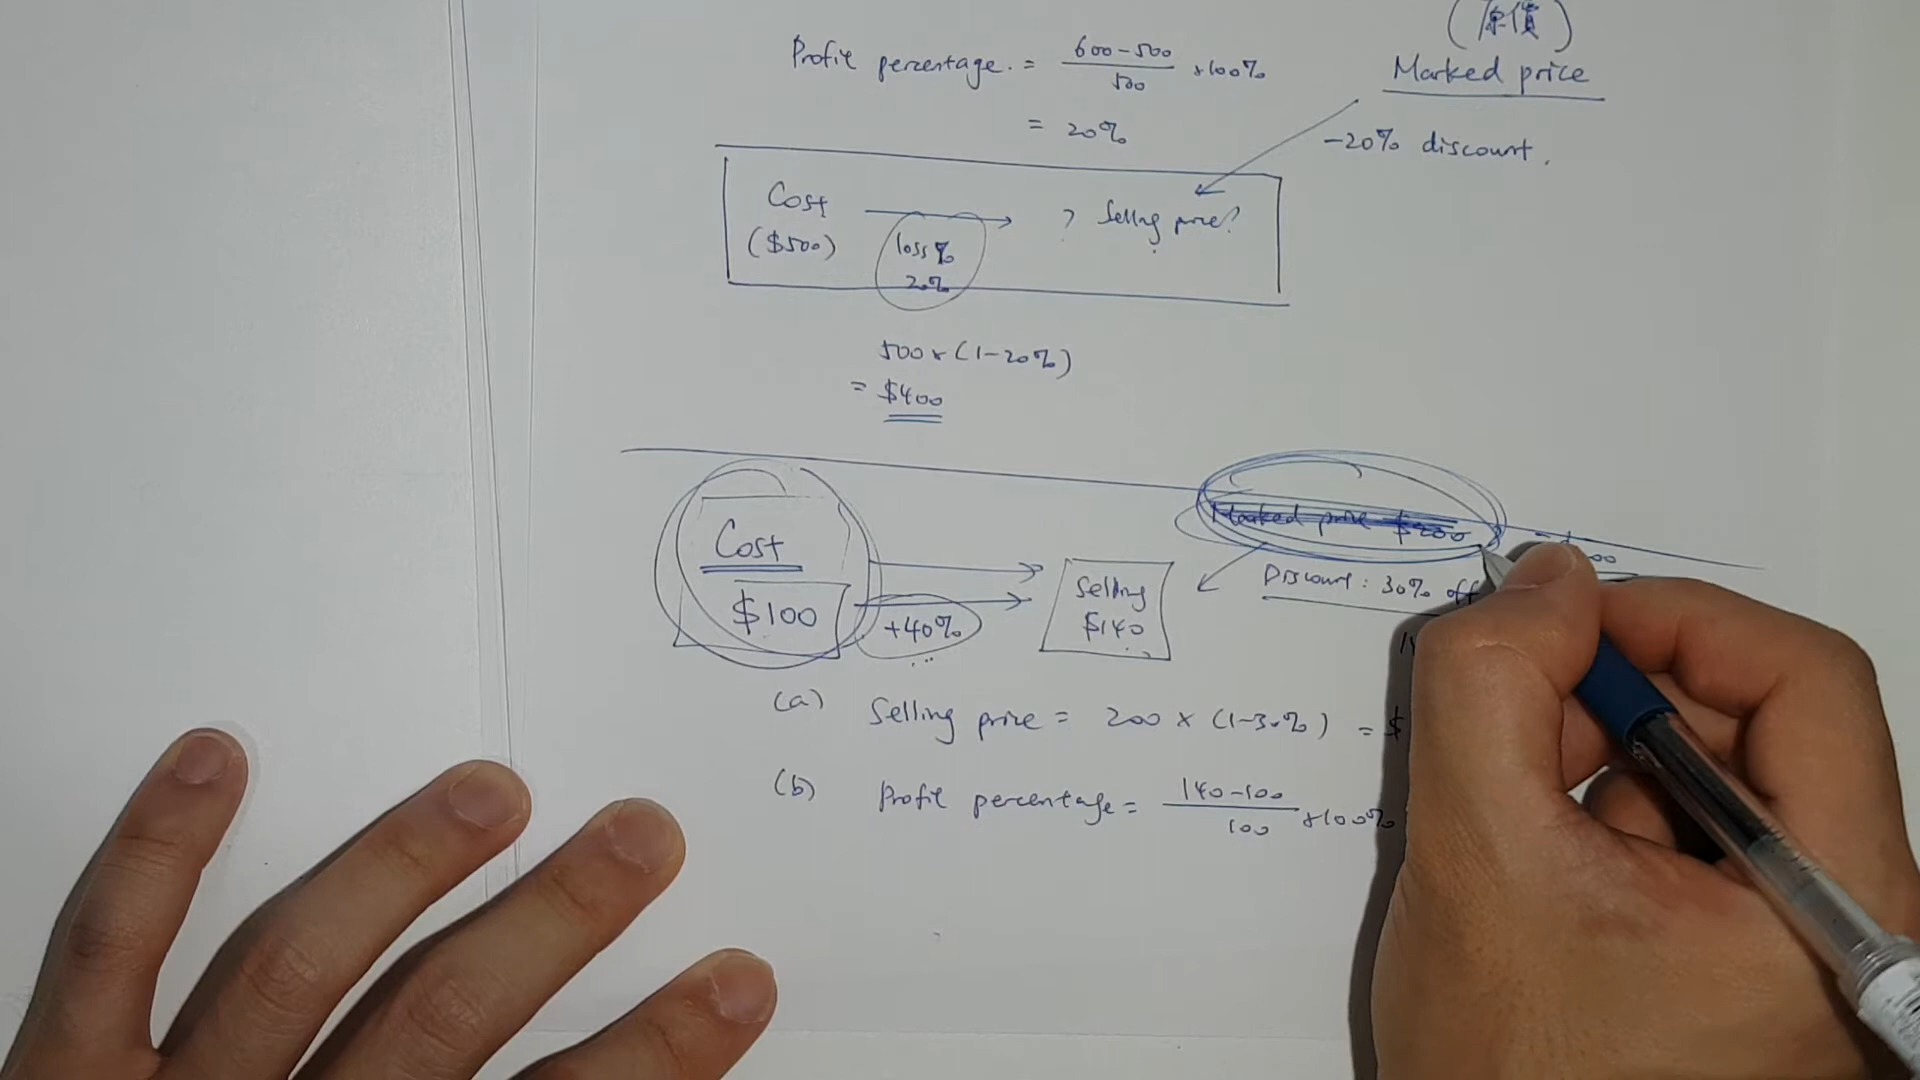 (原價)
Marked price
-20% discount.
Profit percentage. = 600-500 / 500 ×100%
= 20%
Cost
($500)
loss%
20%
? Selling price?
500×(1-20%)
= $400
Marked price $200
Cost
$100
+40%
Selling
$140
Discount: 30% off
(a) Selling price = 200 × (1-30%) = $
(b) Profit percentage = 140-100 / 100 ×100%